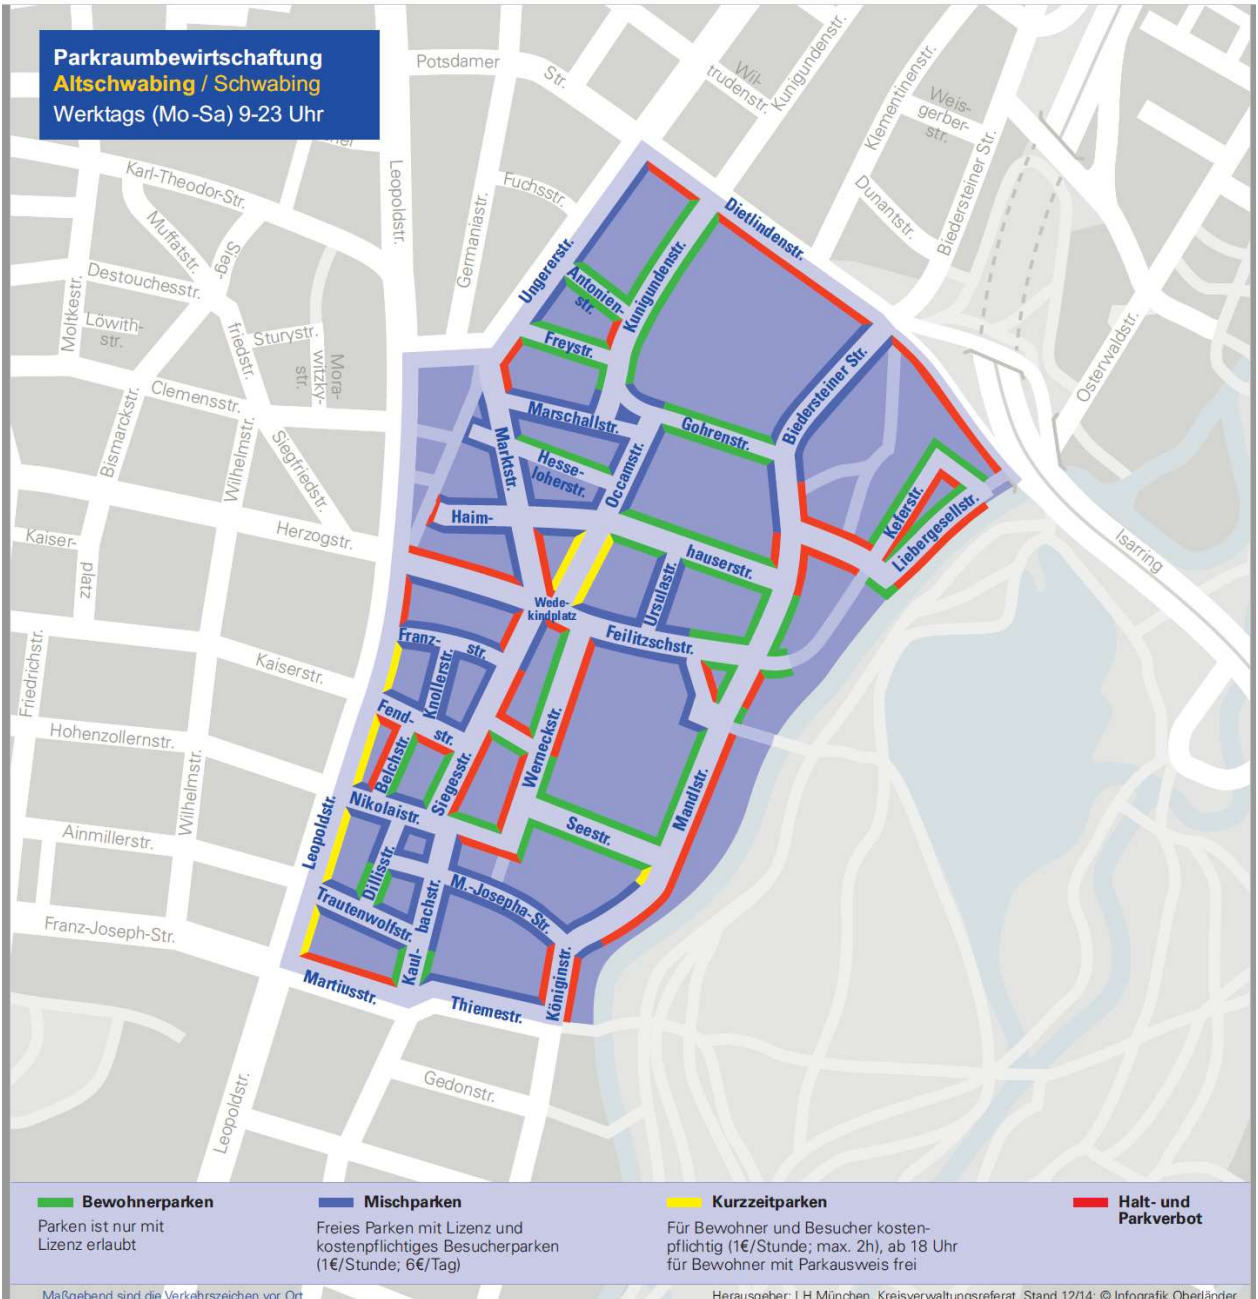 Parkraumbewirtschaftung
Altschwabing / Schwabing
Werktags (Mo-Sa) 9-23 Uhr
Potsdamer
Str.
Wil-
trudenstr.
Kunigundenstr.
Klementinenstr.
Weis-
gerber-
str.
Biedersteiner Str.
Dunantstr.
Karl-Theodor-Str.
Leopoldstr.
Fuchsstr.
Germaniastr.
Muffatstr.
Sieg-
friedstr.
Destouchesstr.
Moltkestr.
Löwith-
str.
Sturystr.
Mora-
witzky-
str.
Clemensstr.
Bismarckstr.
Wilhelmstr.
Siegfriedstr.
Herzogstr.
Kaiser-
platz
Friedrichstr.
Kaiserstr.
Hohenzollernstr.
Wilhelmstr.
Ainmillerstr.
Franz-Joseph-Str.
Leopoldstr.
Gedonstr.
Osterwaldstr.
Isarring
Dietlindenstr.
Ungererstr.
Antonien-
str.
Kunigundenstr.
Freystr.
Marschallstr.
Gohrenstr.
Biedersteiner Str.
Marktstr.
Hesse-
loherstr.
Occamstr.
Haim-
hauserstr.
Keferstr.
Liebergesellstr.
Ursulastr.
Wede-
kindplatz
Feilitzschstr.
Franz-
str.
Knollerstr.
Fend-
str.
Belchstr.
Siegesstr.
Werneckstr.
Mandlstr.
Nikolaistr.
Seestr.
Leopoldstr.
Dillisstr.
M.-Josepha-Str.
Trautenwolfstr.
Kaul-
bachstr.
Königinstr.
Martiusstr.
Thiemestr.
Bewohnerparken
Parken ist nur mit
Lizenz erlaubt
Mischparken
Freies Parken mit Lizenz und
kostenpflichtiges Besucherparken
(1€/Stunde; 6€/Tag)
Kurzzeitparken
Für Bewohner und Besucher kosten-
pflichtig (1€/Stunde; max. 2h), ab 18 Uhr
für Bewohner mit Parkausweis frei
Halt- und
Parkverbot
Maßgebend sind die Verkehrszeichen vor Ort
Herausgeber: LH München, Kreisverwaltungsreferat, Stand 12/14; © Infografik Oberländer